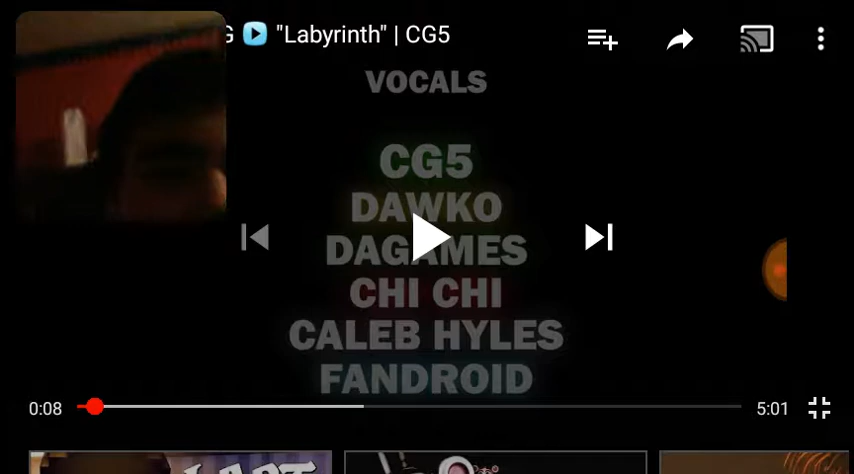 G ▶ "Labyrinth" | CG5
VOCALS
CG5
DAWKO
DAGAMES
CHI CHI
CALEB HYLES
FANDROID
0:08
5:01